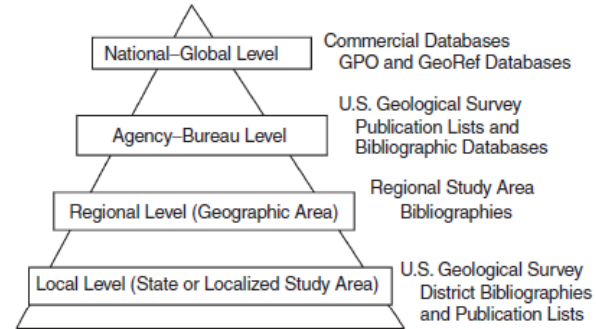 National–Global Level
Commercial Databases
GPO and GeoRef Databases
Agency–Bureau Level
U.S. Geological Survey
Publication Lists and
Bibliographic Databases
Regional Level (Geographic Area)
Regional Study Area
Bibliographies
Local Level (State or Localized Study Area)
U.S. Geological Survey
District Bibliographies
and Publication Lists